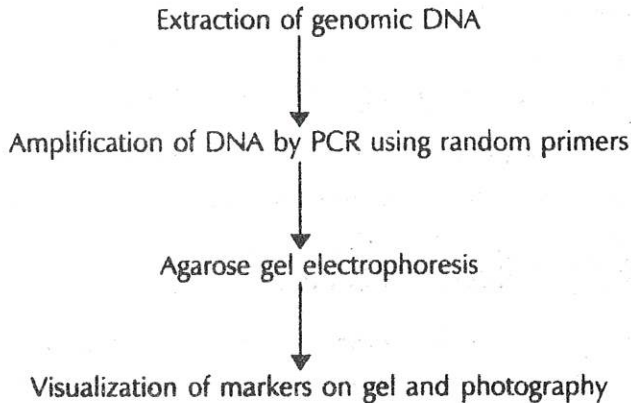 Extraction of genomic DNA
Amplification of DNA by PCR using random primers
Agarose gel electrophoresis
Visualization of markers on gel and photography